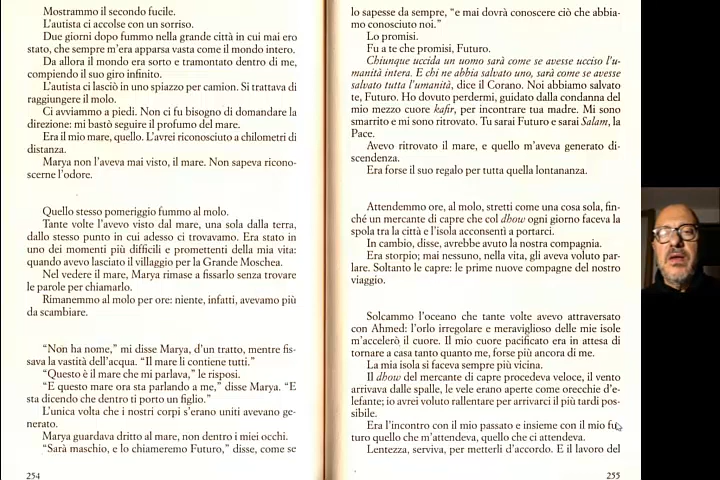 Mostrammo il secondo fucile.
L'autista ci accolse con un sorriso.
Due giorni dopo fummo nella grande città in cui mai ero
stato, che sempre m'era apparsa vasta come il mondo intero.
Da allora il mondo era sorto e tramontato dentro di me,
compiendo il suo giro infinito.
L'autista ci lasciò in uno spiazzo per camion. Si trattava di
raggiungere il molo.
Ci avviammo a piedi. Non ci fu bisogno di domandare la
direzione: mi bastò seguire il profumo del mare.
Era il mio mare, quello. L'avrei riconosciuto a chilometri di
distanza.
Marya non l'aveva mai visto, il mare. Non sapeva ricono-
scerne l'odore.
Quello stesso pomeriggio fummo al molo.
Tante volte l'avevo visto dal mare, una sola dalla terra,
dallo stesso punto in cui adesso ci trovavamo. Era stato in
uno dei momenti più difficili e promettenti della mia vita:
quando avevo lasciato il villaggio per la Grande Moschea.
Nel vedere il mare, Marya rimase a fissarlo senza trovare
le parole per chiamarlo.
Rimanemmo al molo per ore: niente, infatti, avevamo più
da scambiare.
“Non ha nome,” mi disse Marya, d'un tratto, mentre fis-
sava la vastità dell'acqua. “Il mare li contiene tutti.”
“Questo è il mare che mi parlava,” le risposi.
“E questo mare ora sta parlando a me,” disse Marya. “E
sta dicendo che dentro ti porto un figlio.”
L'unica volta che i nostri corpi s'erano uniti avevano ge-
nerato.
Marya guardava dritto al mare, non dentro i miei occhi.
“Sarà maschio, e lo chiameremo Futuro,” disse, come se
254
lo sapesse da sempre, “e mai dovrà conoscere ciò che abbia-
mo conosciuto noi.”
Lo promisi.
Fu a te che promisi, Futuro.
Chiunque uccida un uomo sarà come se avesse ucciso l'u-
manità intera. E chi ne abbia salvato uno, sarà come se avesse
salvato tutta l'umanità, dice il Corano. Noi abbiamo salvato
te, Futuro. Ho dovuto perdermi, guidato dalla condanna del
mio mezzo cuore kafir, per incontrare tua madre. Mi sono
smarrito e mi sono ritrovato. Tu sarai Futuro e sarai Salam, la
Pace.
Avevo ritrovato il mare, e quello m'aveva generato di-
scendenza.
Era forse il suo regalo per tutta quella lontananza.
Attendemmo ore, al molo, stretti come una cosa sola, fin-
ché un mercante di capre che col dhow ogni giorno faceva la
spola tra la città e l'isola acconsentì a portarci.
In cambio, disse, avrebbe avuto la nostra compagnia.
Era storpio; mai nessuno, nella vita, gli aveva voluto par-
lare. Soltanto le capre: le prime nuove compagne del nostro
viaggio.
Solcammo l'oceano che tante volte avevo attraversato
con Ahmed: l'orlo irregolare e meraviglioso delle mie isole
m'accelerò il cuore. Il mio cuore pacificato era in attesa di
tornare a casa tanto quanto me, forse più ancora di me.
La mia isola si faceva sempre più vicina.
Il dhow del mercante di capre procedeva veloce, il vento
arrivava dalle spalle, le vele erano aperte come orecchie d'e-
lefante; io avrei voluto rallentare per arrivarci il più tardi pos-
sibile.
Era l'incontro con il mio passato e insieme con il mio fu-
turo quello che m'attendeva, quello che ci attendeva.
Lentezza, serviva, per metterli d'accordo. E il lavoro del
255